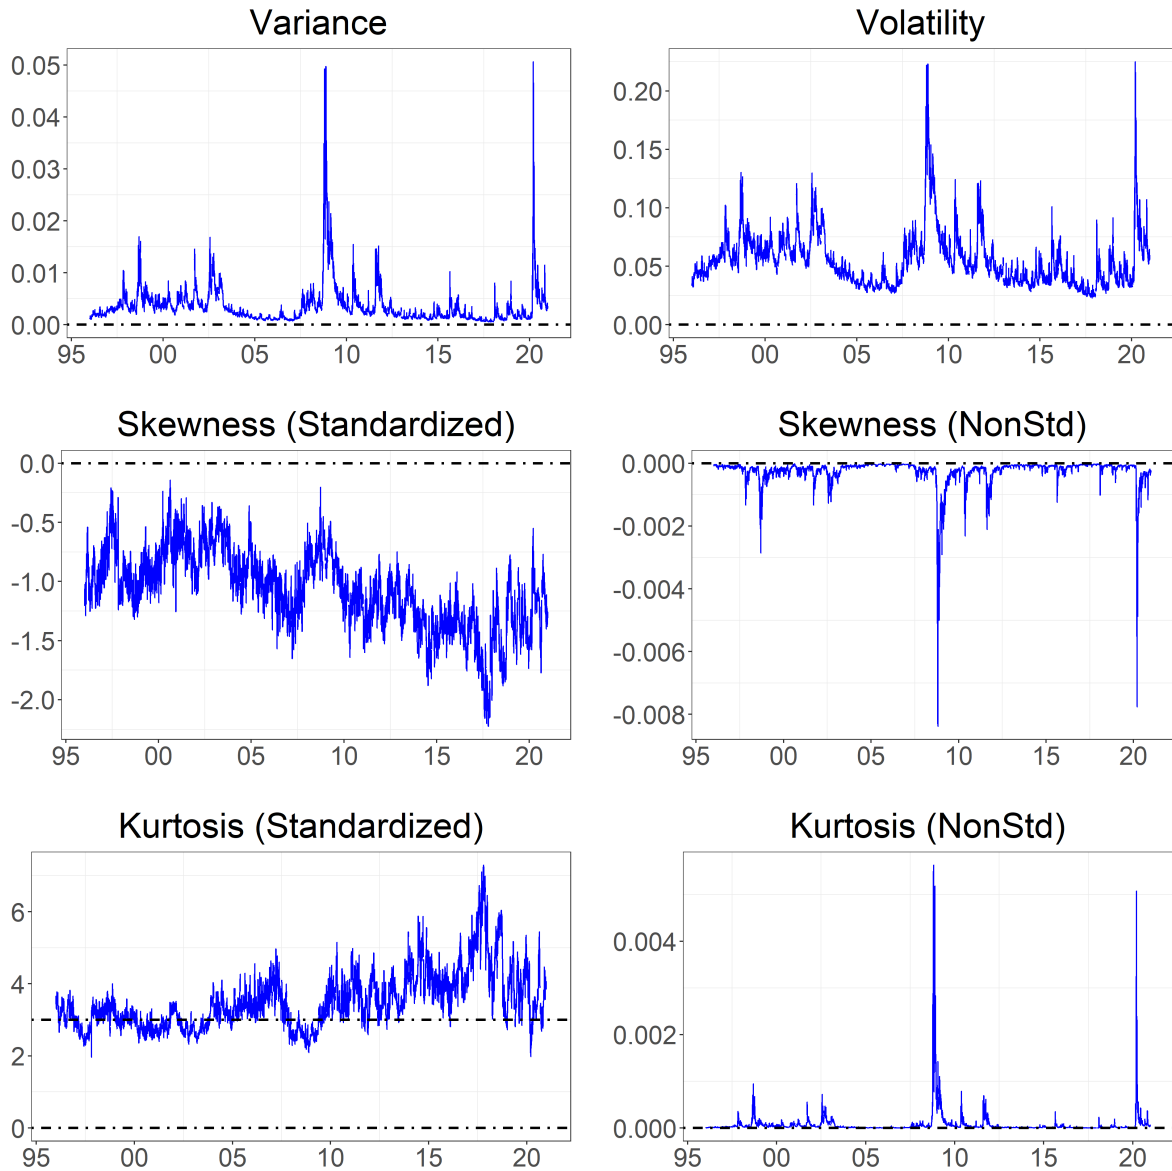 Variance
0.05
0.04
0.03
0.02
0.01
0.00
95 00 05 10 15 20
Volatility
0.20
0.15
0.10
0.05
0.00
95 00 05 10 15 20
Skewness (Standardized)
0.0
-0.5
-1.0
-1.5
-2.0
95 00 05 10 15 20
Skewness (NonStd)
0.000
-0.002
-0.004
-0.006
-0.008
95 00 05 10 15 20
Kurtosis (Standardized)
6
4
2
0
95 00 05 10 15 20
Kurtosis (NonStd)
0.004
0.002
0.000
95 00 05 10 15 20